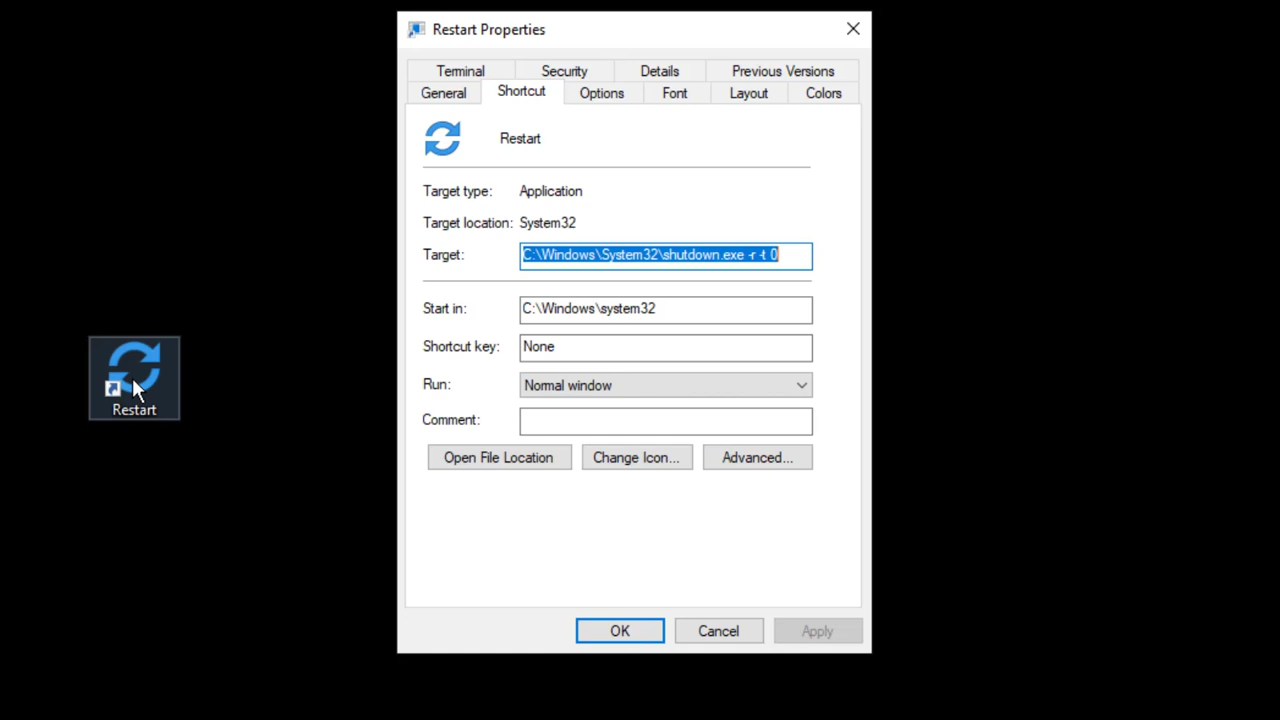 Restart Properties
Terminal Security Details Previous Versions
General Shortcut Options Font Layout Colors
Restart
Target type: Application
Target location: System32
Target: C:\Windows\System32\shutdown.exe -r -t 0
Start in: C:\Windows\system32
Shortcut key: None
Run: Normal window
Comment:
Open File Location Change Icon... Advanced...
OK Cancel Apply
Restart